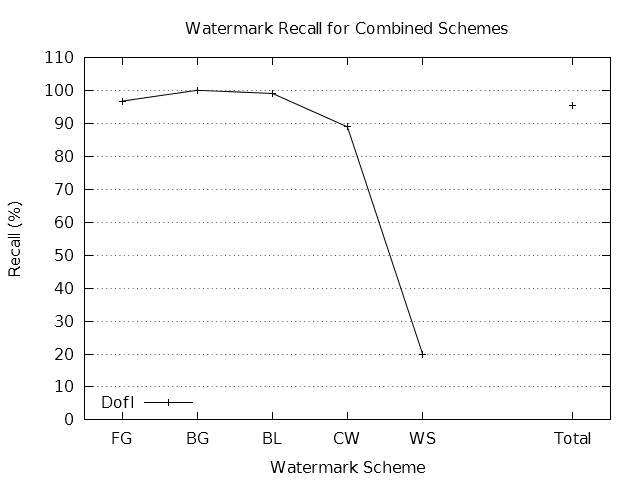 Watermark Recall for Combined Schemes
110
100
90
80
70
60
50
40
30
20
10
0
Recall (%)
Dofl
FG BG BL CW WS Total
Watermark Scheme